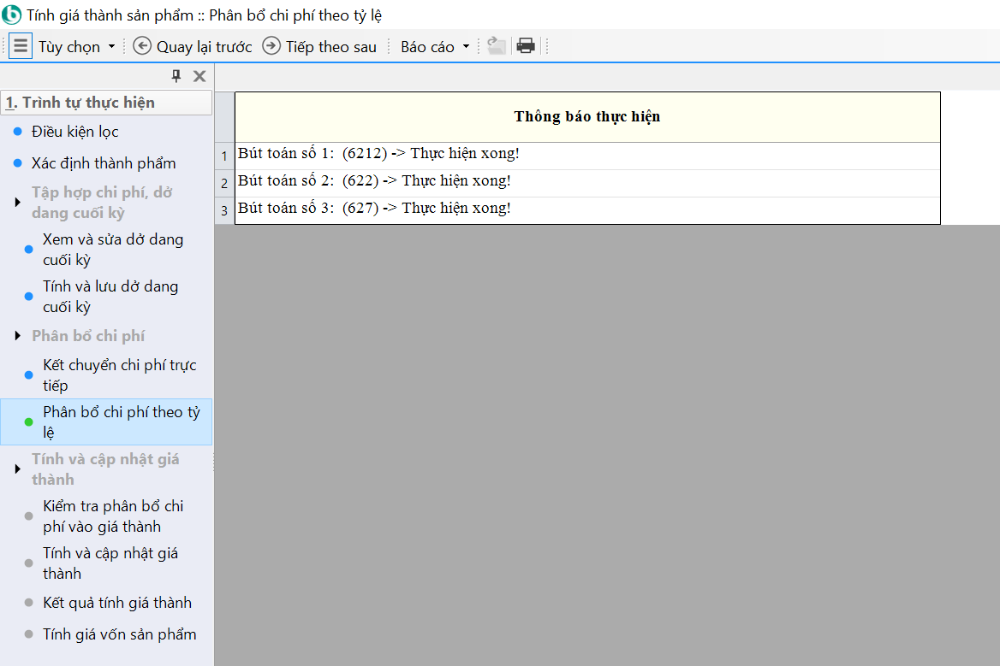 Tính giá thành sản phẩm :: Phân bổ chi phí theo tỷ lệ
Tùy chọn
Quay lại trước
Tiếp theo sau
Báo cáo
1. Trình tự thực hiện
Điều kiện lọc
Xác định thành phẩm
Tập hợp chi phí, dở
dang cuối kỳ
Xem và sửa dở dang
cuối kỳ
Tính và lưu dở dang
cuối kỳ
Phân bổ chi phí
Kết chuyển chi phí trực
tiếp
Phân bổ chi phí theo tỷ
lệ
Tính và cập nhật giá
thành
Kiểm tra phân bổ chi
phí vào giá thành
Tính và cập nhật giá
thành
Kết quả tính giá thành
Tính giá vốn sản phẩm
Thông báo thực hiện
1 Bút toán số 1: (6212) -> Thực hiện xong!
2 Bút toán số 2: (622) -> Thực hiện xong!
3 Bút toán số 3: (627) -> Thực hiện xong!